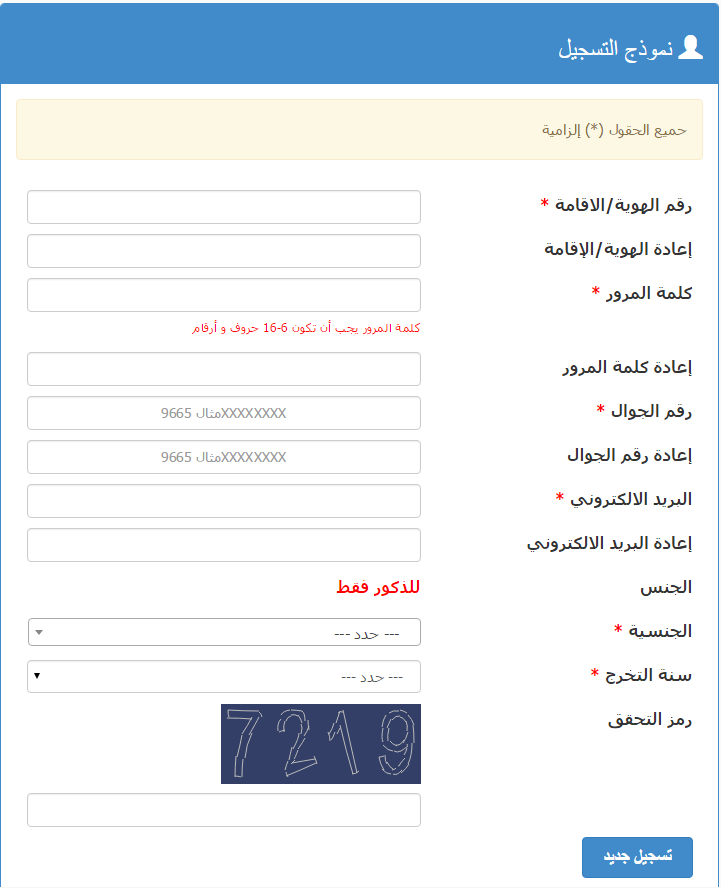 نموذج التسجيل
جميع الحقول (*) إلزامية
رقم الهوية/الاقامة *
إعادة الهوية/الإقامة
كلمة المرور *
كلمة المرور يجب أن تكون 6-16 حروف و أرقام
إعادة كلمة المرور
رقم الجوال *
مثال 9665XXXXXXXX
إعادة رقم الجوال
مثال 9665XXXXXXXX
البريد الالكتروني *
إعادة البريد الالكتروني
الجنس
للذكور فقط
الجنسية *
--- حدد ---
سنة التخرج *
--- حدد ---
رمز التحقق
7219
تسجيل جديد